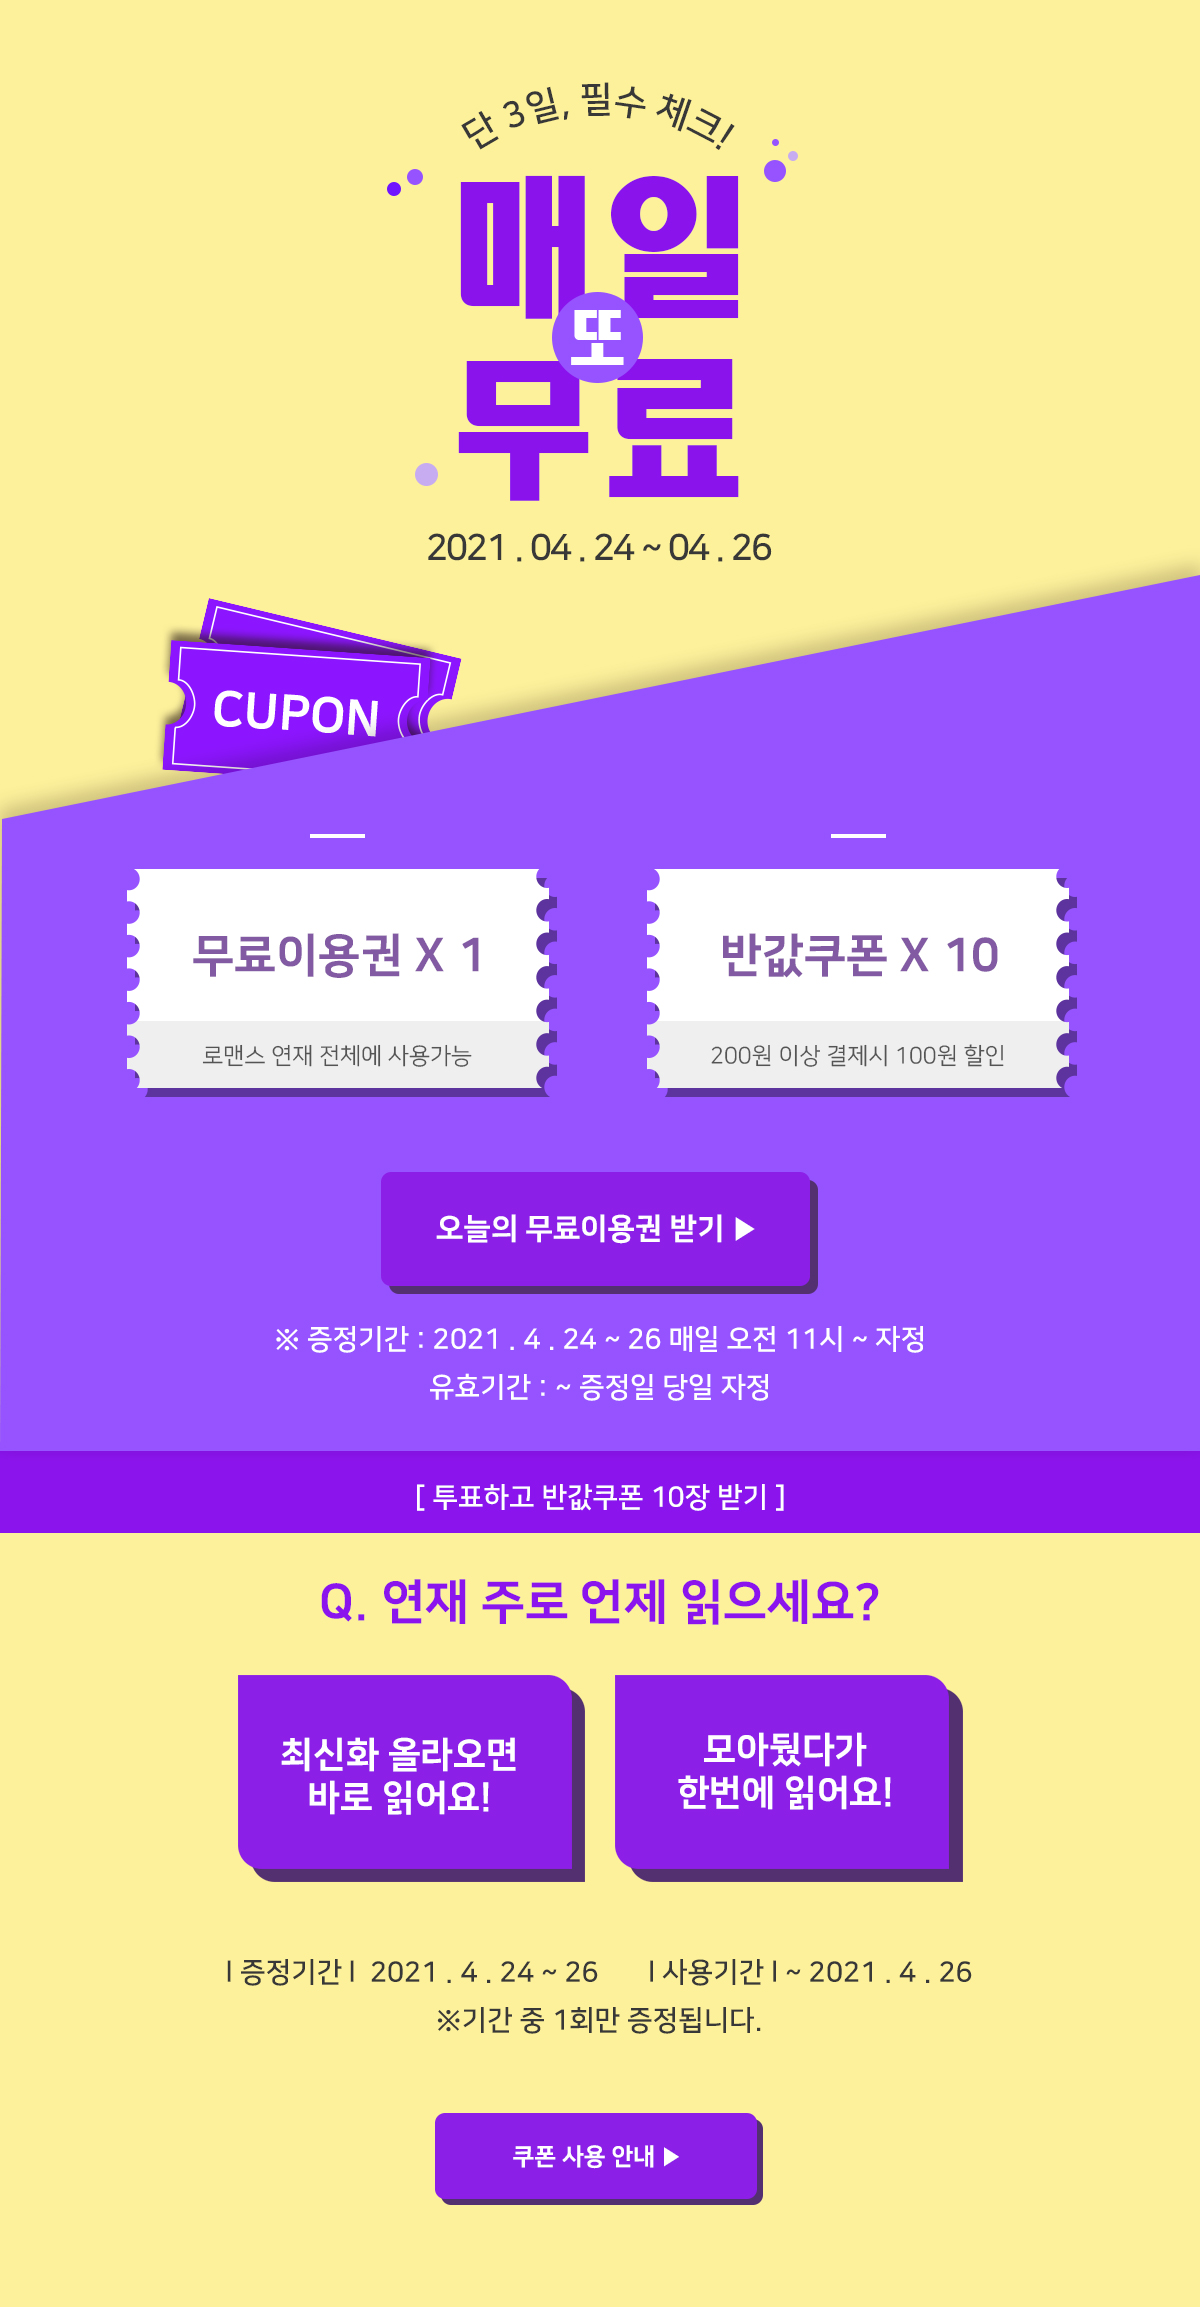 단 3일, 필수 체크!
매일
또
무료
2021 . 04 . 24 ~ 04 . 26
CUPON
무료이용권 X 1
로맨스 연재 전체에 사용가능
반값쿠폰 X 10
200원 이상 결제시 100원 할인
오늘의 무료이용권 받기 ▶
※ 증정기간 : 2021 . 4 . 24 ~ 26 매일 오전 11시 ~ 자정
유효기간 : ~ 증정일 당일 자정
[ 투표하고 반값쿠폰 10장 받기 ]
Q. 연재 주로 언제 읽으세요?
최신화 올라오면
바로 읽어요!
모아뒀다가
한번에 읽어요!
l 증정기간 l 2021 . 4 . 24 ~ 26 l 사용기간 l ~ 2021 . 4 . 26
※기간 중 1회만 증정됩니다.
쿠폰 사용 안내 ▶